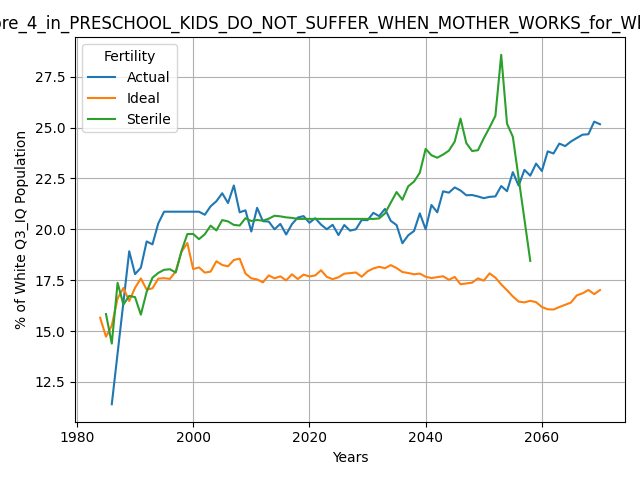 ore_4_in_PRESCHOOL_KIDS_DO_NOT_SUFFER_WHEN_MOTHER_WORKS_for_Wh
Fertility
Actual
Ideal
Sterile
% of White Q3_IQ Population
27.5
25.0
22.5
20.0
17.5
15.0
12.5
1980 2000 2020 2040 2060
Years